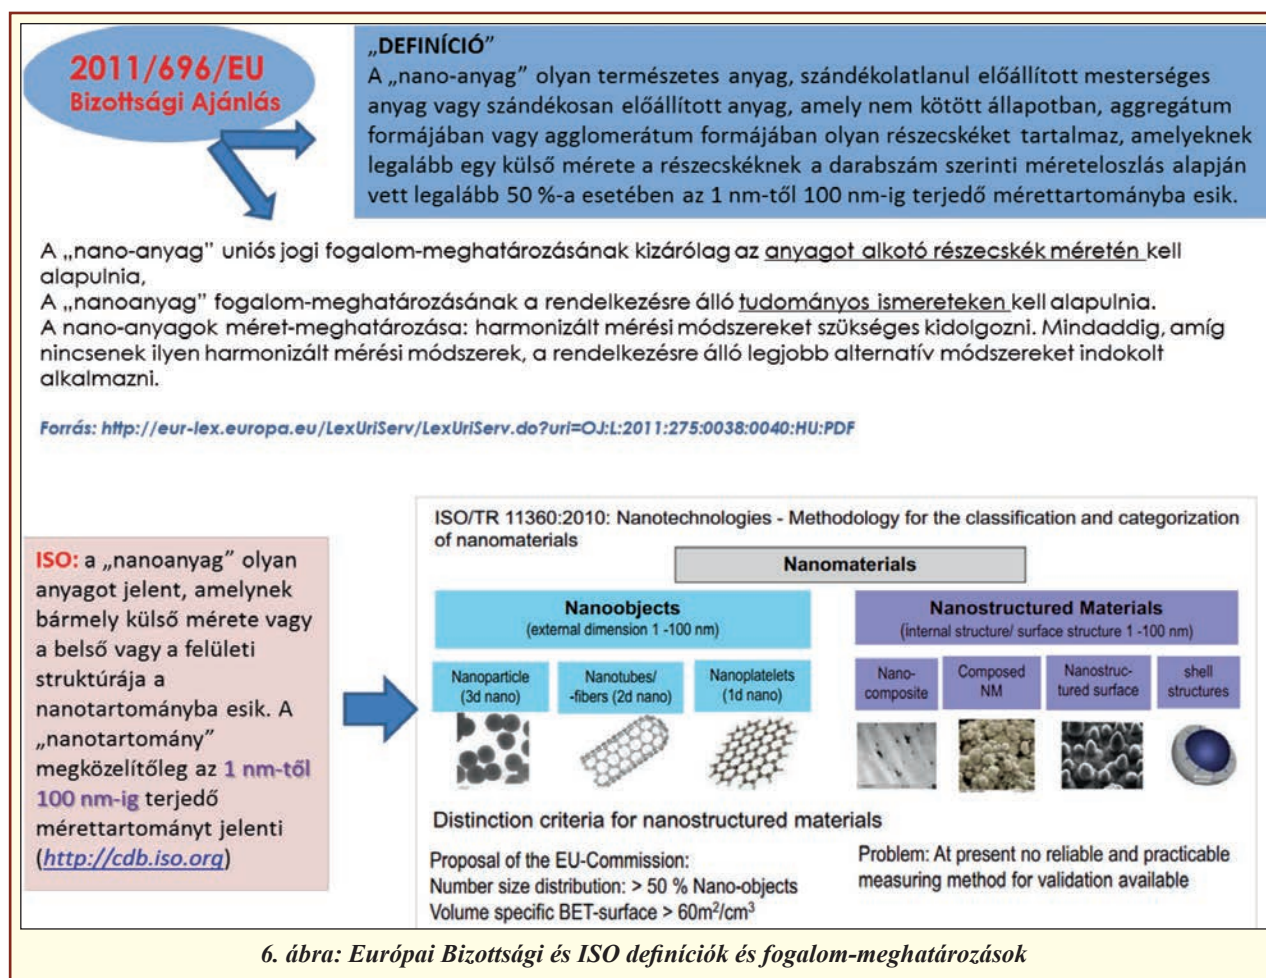 2011/696/EU
Bizottsági Ajánlás
„DEFINÍCIÓ”
A „nano-anyag” olyan természetes anyag, szándékolatlanul előállított mesterséges
anyag vagy szándékosan előállított anyag, amely nem kötött állapotban, aggregátum
formájában vagy agglomerátum formájában olyan részecskéket tartalmaz, amelyeknek
legalább egy külső mérete a részecskéknek a darabszám szerinti méreteloszlás alapján
vett legalább 50 %-a esetében az 1 nm-től 100 nm-ig terjedő mérettartományba esik.
A „nano-anyag” uniós jogi fogalom-meghatározásának kizárólag az anyagot alkotó részecskék méretén kell
alapulnia,
A „nanoanyag” fogalom-meghatározásának a rendelkezésre álló tudományos ismereteken kell alapulnia.
A nano-anyagok méret-meghatározása: harmonizált mérési módszereket szükséges kidolgozni. Mindaddig, amíg
nincsenek ilyen harmonizált mérési módszerek, a rendelkezésre álló legjobb alternatív módszereket indokolt
alkalmazni.
Forrás: http://eur-lex.europa.eu/LexUriServ/LexUriServ.do?uri=OJ:L:2011:275:0038:0040:HU:PDF
ISO: a „nanoanyag” olyan
anyagot jelent, amelynek
bármely külső mérete vagy
a belső vagy a felületi
struktúrája a
nanotartományba esik. A
„nanotartomány”
megközelítőleg az 1 nm-től
100 nm-ig terjedő
mérettartományt jelenti
(http://cdb.iso.org)
ISO/TR 11360:2010: Nanotechnologies - Methodology for the classification and categorization
of nanomaterials
Nanomaterials
Nanoobjects
(external dimension 1 -100 nm)
Nanostructured Materials
(internal structure/ surface structure 1 -100 nm)
Nanoparticle
(3d nano)
Nanotubes/
-fibers (2d nano)
Nanoplatelets
(1d nano)
Nano-
composite
Composed
NM
Nanostruc-
tured surface
shell
structures
Distinction criteria for nanostructured materials
Proposal of the EU-Commission:
Number size distribution: > 50 % Nano-objects
Volume specific BET-surface > 60m²/cm³
Problem: At present no reliable and practicable
measuring method for validation available
6. ábra: Európai Bizottsági és ISO definíciók és fogalom-meghatározások